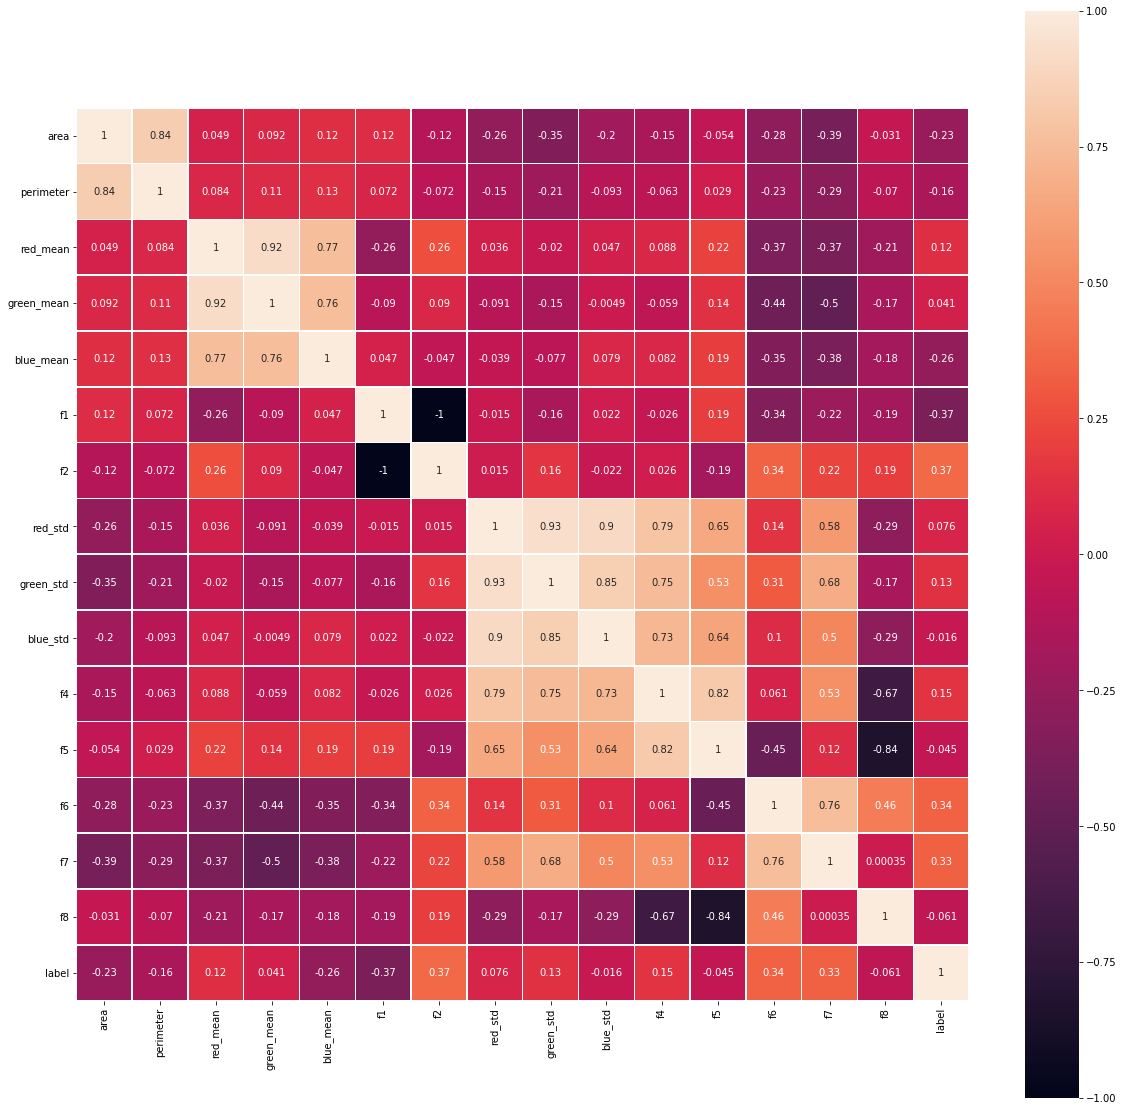 area 1 0.84 0.049 0.092 0.12 0.12 -0.12 -0.26 -0.35 -0.2 -0.15 -0.054 -0.28 -0.39 -0.031 -0.23
perimeter 0.84 1 0.084 0.11 0.13 0.072 -0.072 -0.15 -0.21 -0.093 -0.063 0.029 -0.23 -0.29 -0.07 -0.16
red_mean 0.049 0.084 1 0.92 0.77 -0.26 0.26 0.036 -0.02 0.047 0.088 0.22 -0.37 -0.37 -0.21 0.12
green_mean 0.092 0.11 0.92 1 0.76 -0.09 0.09 -0.091 -0.15 -0.0049 -0.059 0.14 -0.44 -0.5 -0.17 0.041
blue_mean 0.12 0.13 0.77 0.76 1 0.047 -0.047 -0.039 -0.077 0.079 0.082 0.19 -0.35 -0.38 -0.18 -0.26
f1 0.12 0.072 -0.26 -0.09 0.047 1 -1 -0.015 -0.16 0.022 -0.026 0.19 -0.34 -0.22 -0.19 -0.37
f2 -0.12 -0.072 0.26 0.09 -0.047 -1 1 0.015 0.16 -0.022 0.026 -0.19 0.34 0.22 0.19 0.37
red_std -0.26 -0.15 0.036 -0.091 -0.039 -0.015 0.015 1 0.93 0.9 0.79 0.65 0.14 0.58 -0.29 0.076
green_std -0.35 -0.21 -0.02 -0.15 -0.077 -0.16 0.16 0.93 1 0.85 0.75 0.53 0.31 0.68 -0.17 0.13
blue_std -0.2 -0.093 0.047 -0.0049 0.079 0.022 -0.022 0.9 0.85 1 0.73 0.64 0.1 0.5 -0.29 -0.016
f4 -0.15 -0.063 0.088 -0.059 0.082 -0.026 0.026 0.79 0.75 0.73 1 0.82 0.061 0.53 -0.67 0.15
f5 -0.054 0.029 0.22 0.14 0.19 0.19 -0.19 0.65 0.53 0.64 0.82 1 -0.45 0.12 -0.84 -0.045
f6 -0.28 -0.23 -0.37 -0.44 -0.35 -0.34 0.34 0.14 0.31 0.1 0.061 -0.45 1 0.76 0.46 0.34
f7 -0.39 -0.29 -0.37 -0.5 -0.38 -0.22 0.22 0.58 0.68 0.5 0.53 0.12 0.76 1 0.00035 0.33
f8 -0.031 -0.07 -0.21 -0.17 -0.18 -0.19 0.19 -0.29 -0.17 -0.29 -0.67 -0.84 0.46 0.00035 1 -0.061
label -0.23 -0.16 0.12 0.041 -0.26 -0.37 0.37 0.076 0.13 -0.016 0.15 -0.045 0.34 0.33 -0.061 1
area perimeter red_mean green_mean blue_mean f1 f2 red_std green_std blue_std f4 f5 f6 f7 f8 label
1.00
0.75
0.50
0.25
0.00
−0.25
−0.50
−0.75
−1.00